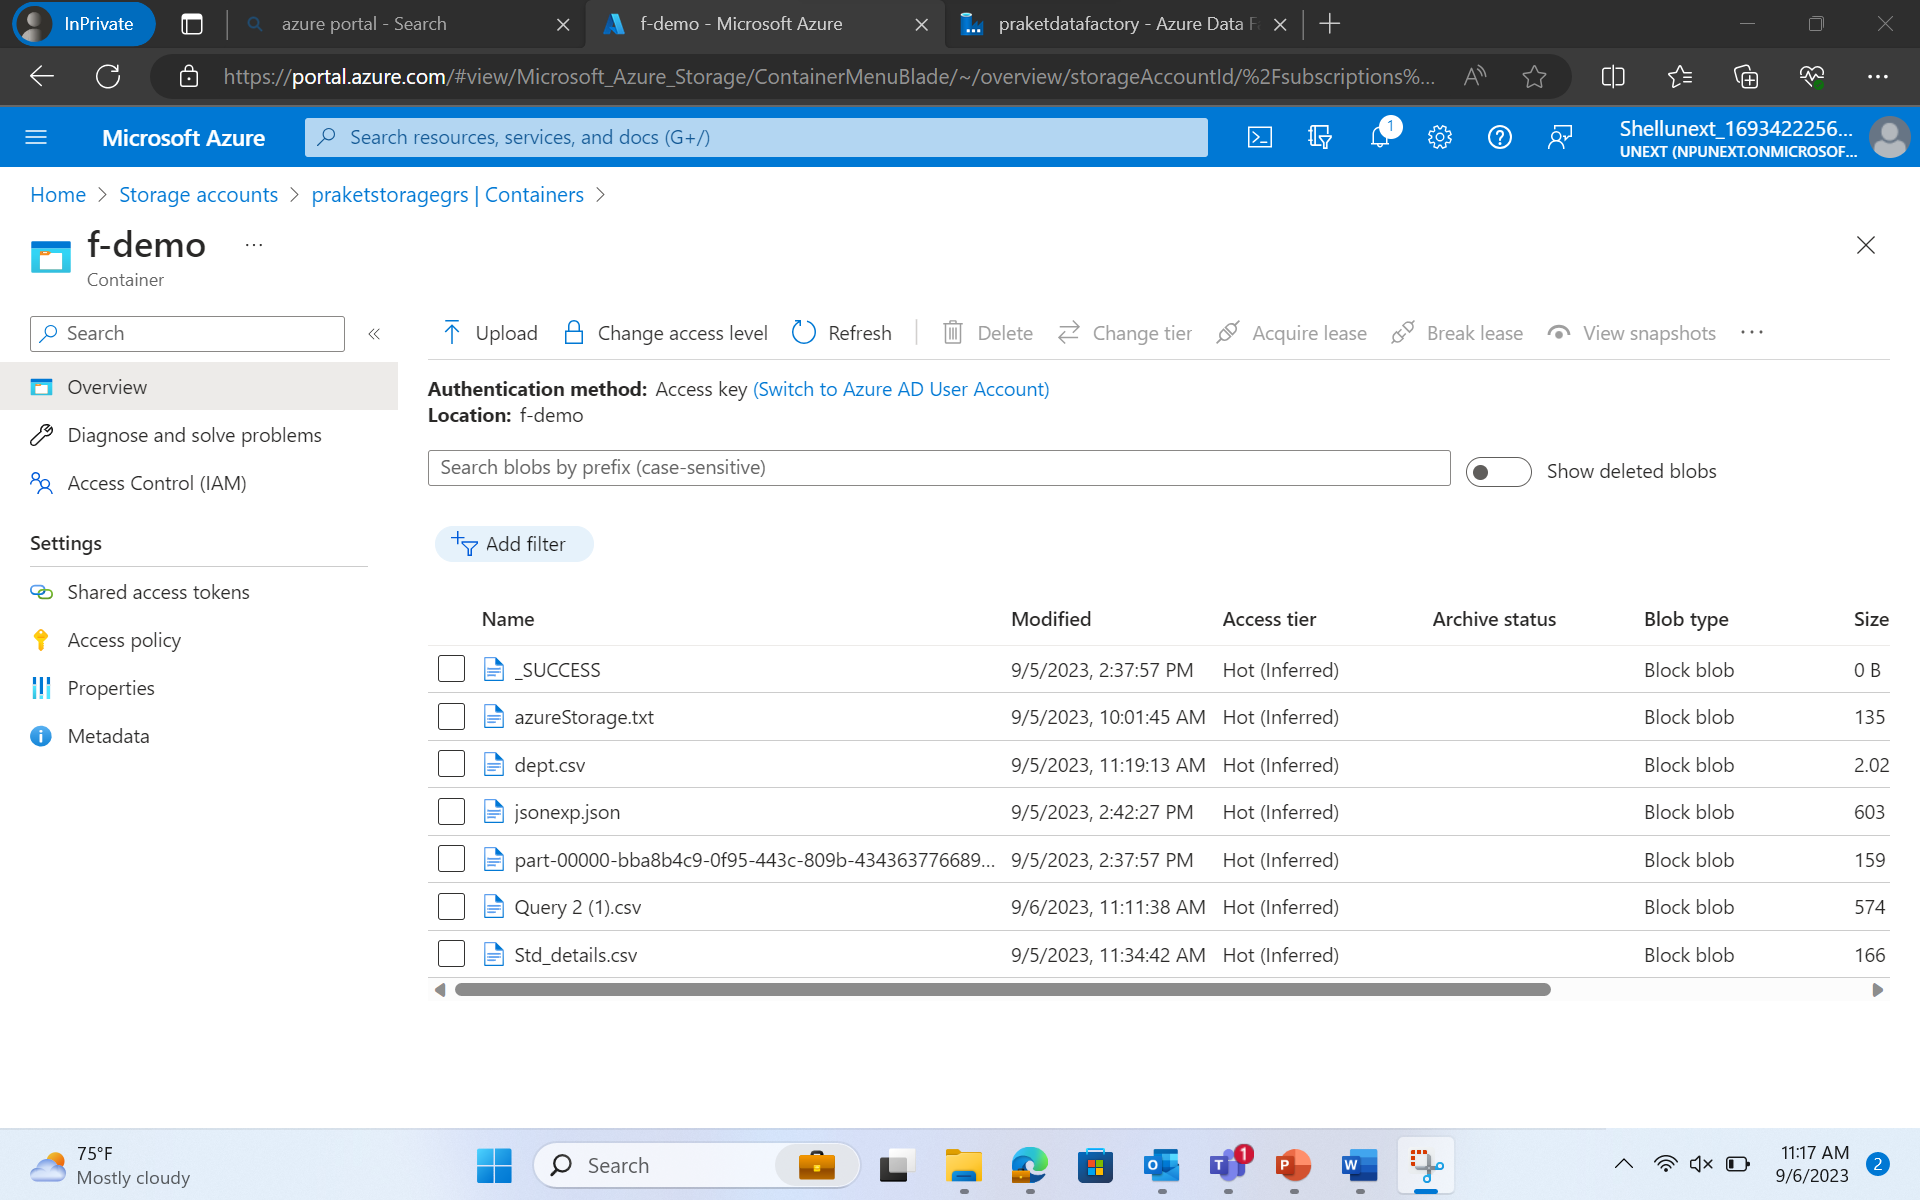 InPrivate
azure portal - Search
f-demo - Microsoft Azure
praketdatafactory - Azure Data Fa
https://portal.azure.com/#view/Microsoft_Azure_Storage/ContainerMenuBlade/~/overview/storageAccountId/%2Fsubscriptions%...
Microsoft Azure
Search resources, services, and docs (G+/)
1
Shellunext_1693422256...
UNEXT (NPUNEXT.ONMICROSOF...
Home > Storage accounts > praketstoragegrs | Containers >
f-demo ...
Container
Search
«
Upload
Change access level
Refresh
Delete
Change tier
Acquire lease
Break lease
View snapshots
...
Overview
Diagnose and solve problems
Access Control (IAM)
Settings
Shared access tokens
Access policy
Properties
Metadata
Authentication method: Access key (Switch to Azure AD User Account)
Location: f-demo
Search blobs by prefix (case-sensitive)
Show deleted blobs
Add filter
Name Modified Access tier Archive status Blob type Size
_SUCCESS 9/5/2023, 2:37:57 PM Hot (Inferred) Block blob 0 B
azureStorage.txt 9/5/2023, 10:01:45 AM Hot (Inferred) Block blob 135
dept.csv 9/5/2023, 11:19:13 AM Hot (Inferred) Block blob 2.02
jsonexp.json 9/5/2023, 2:42:27 PM Hot (Inferred) Block blob 603
part-00000-bba8b4c9-0f95-443c-809b-434363776689... 9/5/2023, 2:37:57 PM Hot (Inferred) Block blob 159
Query 2 (1).csv 9/6/2023, 11:11:38 AM Hot (Inferred) Block blob 574
Std_details.csv 9/5/2023, 11:34:42 AM Hot (Inferred) Block blob 166
75°F
Mostly cloudy
Search
1
11:17 AM
9/6/2023
2